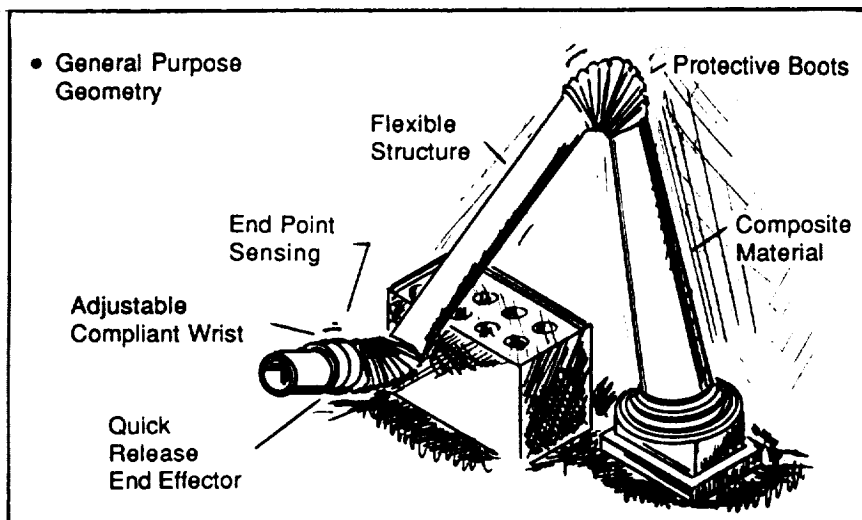 • General Purpose
Geometry
Protective Boots
Flexible
Structure
End Point
Sensing
Composite
Material
Adjustable
Compliant Wrist
Quick
Release
End Effector